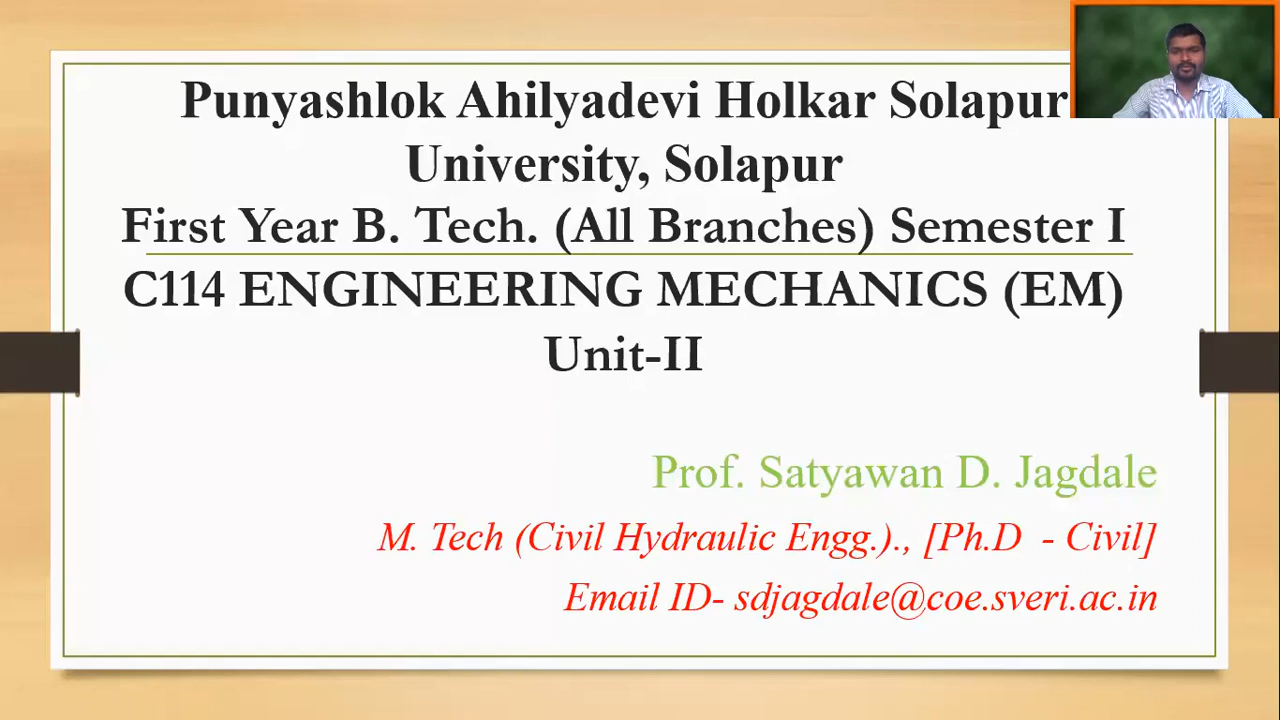 Punyashlok Ahilyadevi Holkar Solapur
University, Solapur
First Year B. Tech. (All Branches) Semester I
C114 ENGINEERING MECHANICS (EM)
Unit-II
Prof. Satyawan D. Jagdale
M. Tech (Civil Hydraulic Engg.)., [Ph.D - Civil]
Email ID- sdjagdale@coe.sveri.ac.in